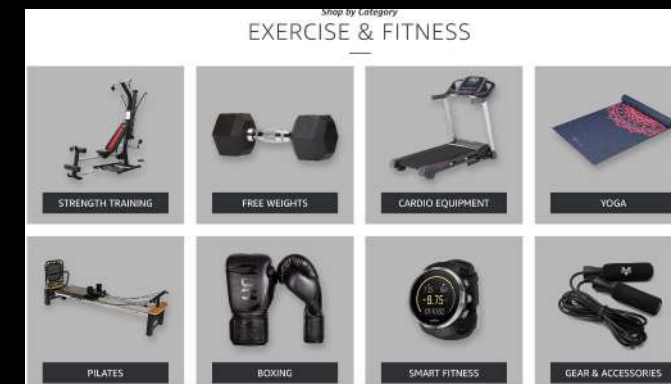 Shop by Category
EXERCISE & FITNESS
STRENGTH TRAINING
FREE WEIGHTS
CARDIO EQUIPMENT
YOGA
PILATES
BOXING
SMART FITNESS
GEAR & ACCESSORIES